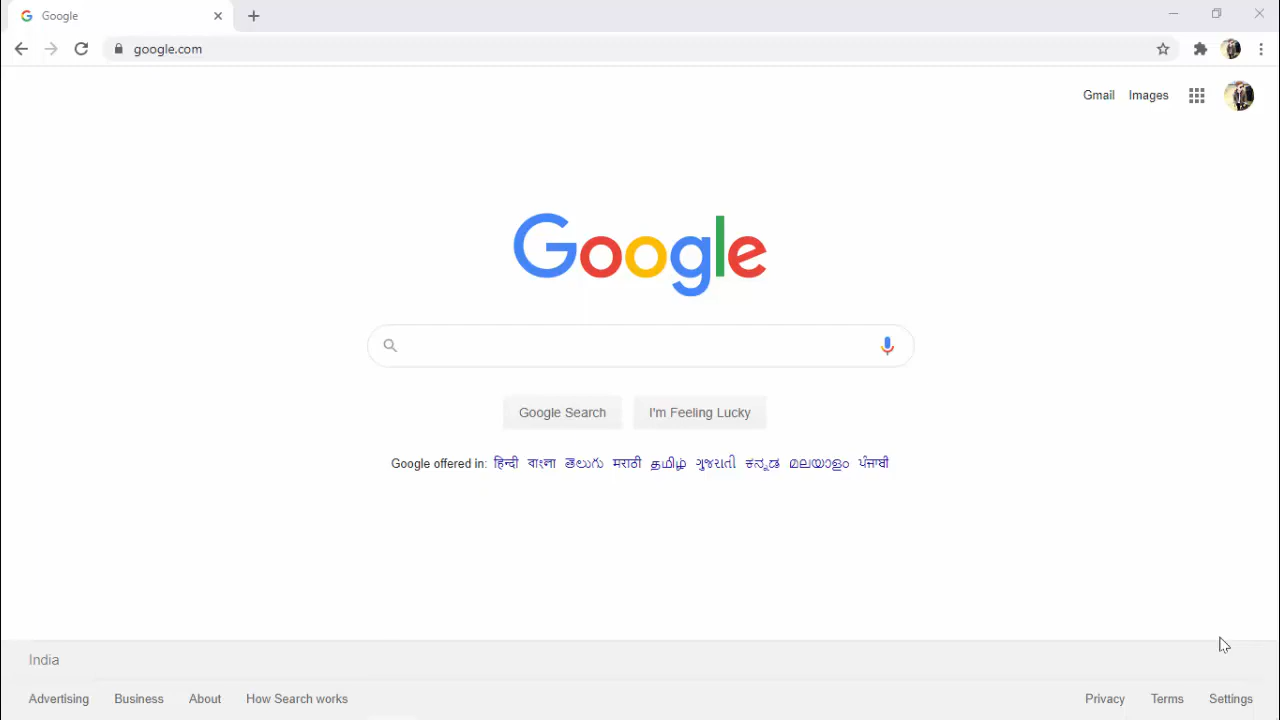 Google
google.com
Gmail Images
Google
Google Search I'm Feeling Lucky
Google offered in: हिन्दी বাংলা తెలుగు मराठी தமிழ் ગુજરાતી ಕನ್ನಡ മലയാളം ਪੰਜਾਬੀ
India
Advertising Business About How Search works Privacy Terms Settings